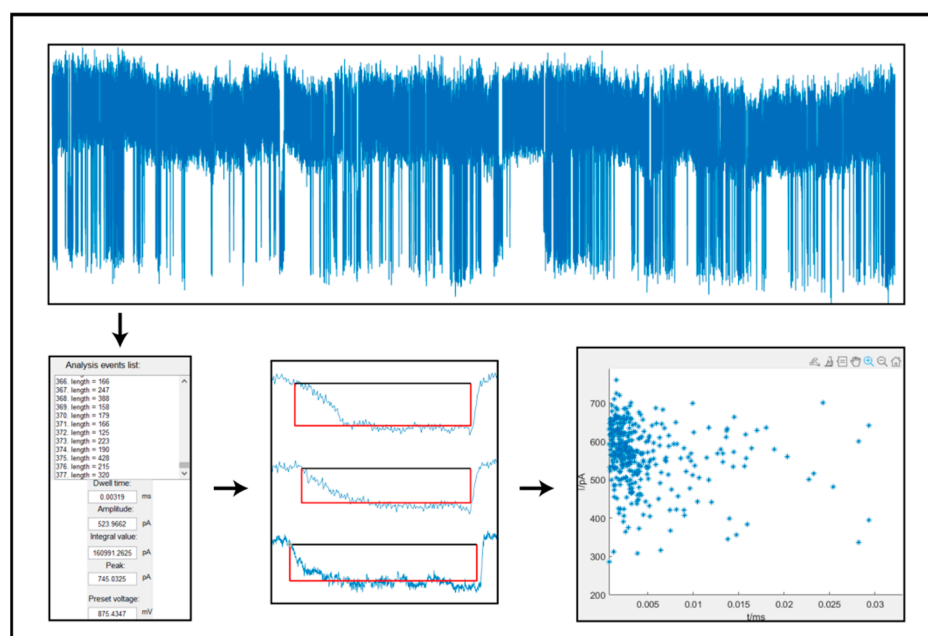 Analysis events list:
366. length = 166
367. length = 247
368. length = 388
369. length = 158
370. length = 179
371. length = 166
372. length = 125
373. length = 223
374. length = 190
375. length = 428
376. length = 215
377. length = 320
Dwell time:
0.00319 ms
Amplitude:
523.9662 pA
Integral value:
160991.2625 pA
Peak:
745.0325 pA
Preset voltage:
875.4347 mV
700
600
500
400
300
200
I/pA
0.005 0.01 0.015 0.02 0.025 0.03
t/ms